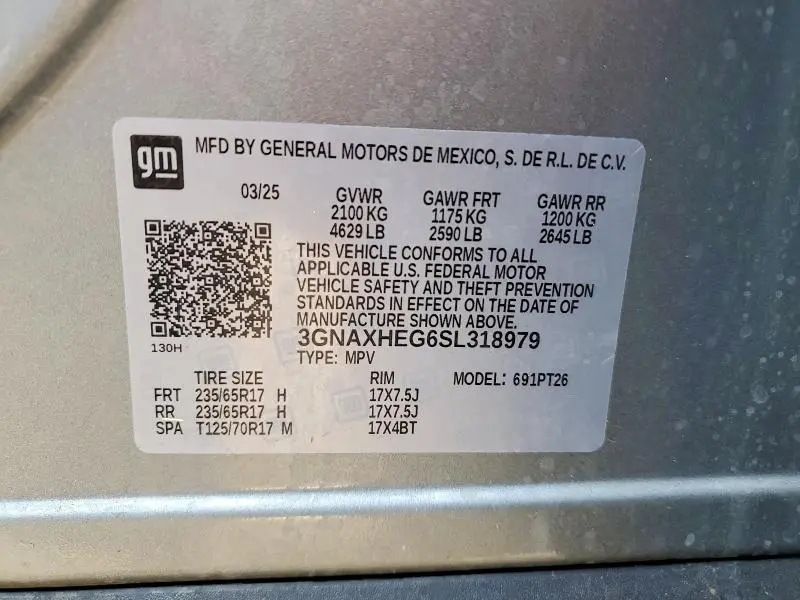 gm
MFD BY GENERAL MOTORS DE MEXICO, S. DE R.L. DE C.V.
03/25 GVWR GAWR FRT GAWR RR
2100 KG 1175 KG 1200 KG
4629 LB 2590 LB 2645 LB
THIS VEHICLE CONFORMS TO ALL
APPLICABLE U.S. FEDERAL MOTOR
VEHICLE SAFETY AND THEFT PREVENTION
STANDARDS IN EFFECT ON THE DATE OF
MANUFACTURE SHOWN ABOVE.
3GNAXHEG6SL318979
130H
TYPE: MPV
TIRE SIZE RIM MODEL: 691PT26
FRT 235/65R17 H 17X7.5J
RR 235/65R17 H 17X7.5J
SPA T125/70R17 M 17X4BT